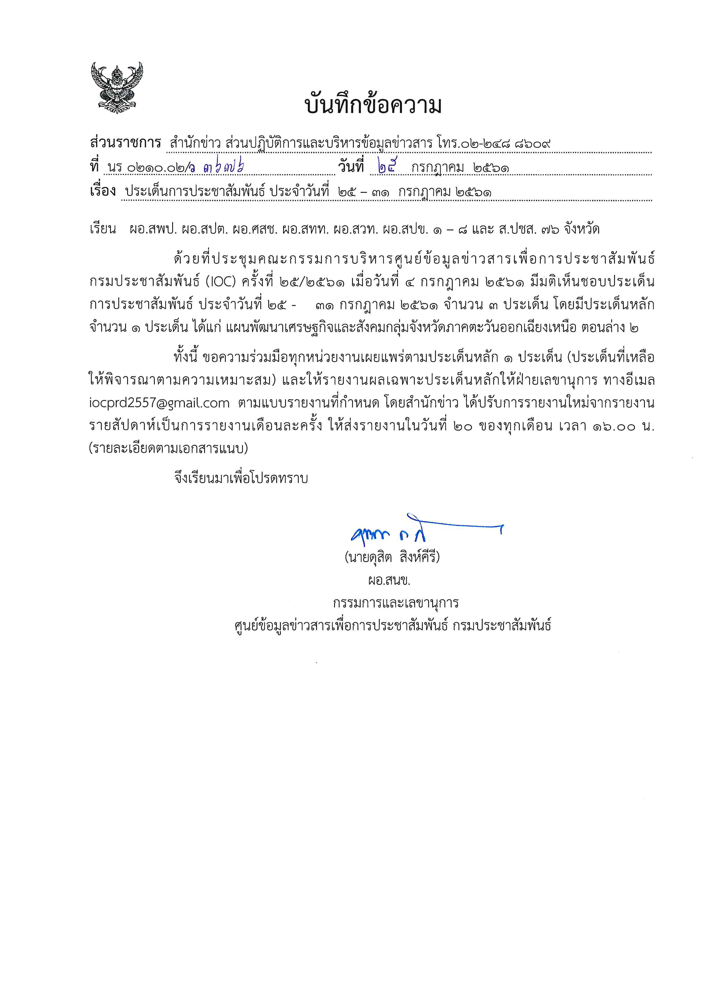 บันทึกข้อความ
ส่วนราชการ สำนักข่าว ส่วนปฏิบัติการและบริหารข้อมูลข่าวสาร โทร.๐๒-๒๔๘ ๘๖๐๙
ที่ นร ๐๒๑๐.๐๒/ว ๓๖๗๖ วันที่ ๒๕ กรกฎาคม ๒๕๖๑
เรื่อง ประเด็นการประชาสัมพันธ์ ประจำวันที่ ๒๕ – ๓๑ กรกฎาคม ๒๕๖๑
เรียน ผอ.สพป. ผอ.สปต. ผอ.ศสช. ผอ.สทท. ผอ.สวท. ผอ.สปข. ๑ – ๘ และ ส.ปชส. ๗๖ จังหวัด
ด้วยที่ประชุมคณะกรรมการบริหารศูนย์ข้อมูลข่าวสารเพื่อการประชาสัมพันธ์
กรมประชาสัมพันธ์ (IOC) ครั้งที่ ๒๕/๒๕๖๑ เมื่อวันที่ ๔ กรกฎาคม ๒๕๖๑ มีมติเห็นชอบประเด็น
การประชาสัมพันธ์ ประจำวันที่ ๒๕ - ๓๑ กรกฎาคม ๒๕๖๑ จำนวน ๓ ประเด็น โดยมีประเด็นหลัก
จำนวน ๑ ประเด็น ได้แก่ แผนพัฒนาเศรษฐกิจและสังคมกลุ่มจังหวัดภาคตะวันออกเฉียงเหนือ ตอนล่าง ๒
ทั้งนี้ ขอความร่วมมือทุกหน่วยงานเผยแพร่ตามประเด็นหลัก ๑ ประเด็น (ประเด็นที่เหลือ
ให้พิจารณาตามความเหมาะสม) และให้รายงานผลเฉพาะประเด็นหลักให้ฝ่ายเลขานุการ ทางอีเมล
iocprd2557@gmail.com ตามแบบรายงานที่กำหนด โดยสำนักข่าว ได้ปรับการรายงานใหม่จากรายงาน
รายสัปดาห์เป็นการรายงานเดือนละครั้ง ให้ส่งรายงานในวันที่ ๒๐ ของทุกเดือน เวลา ๑๖.๐๐ น.
(รายละเอียดตามเอกสารแนบ)
จึงเรียนมาเพื่อโปรดทราบ
(นายดุสิต สิงห์คีรี)
ผอ.สนข.
กรรมการและเลขานุการ
ศูนย์ข้อมูลข่าวสารเพื่อการประชาสัมพันธ์ กรมประชาสัมพันธ์